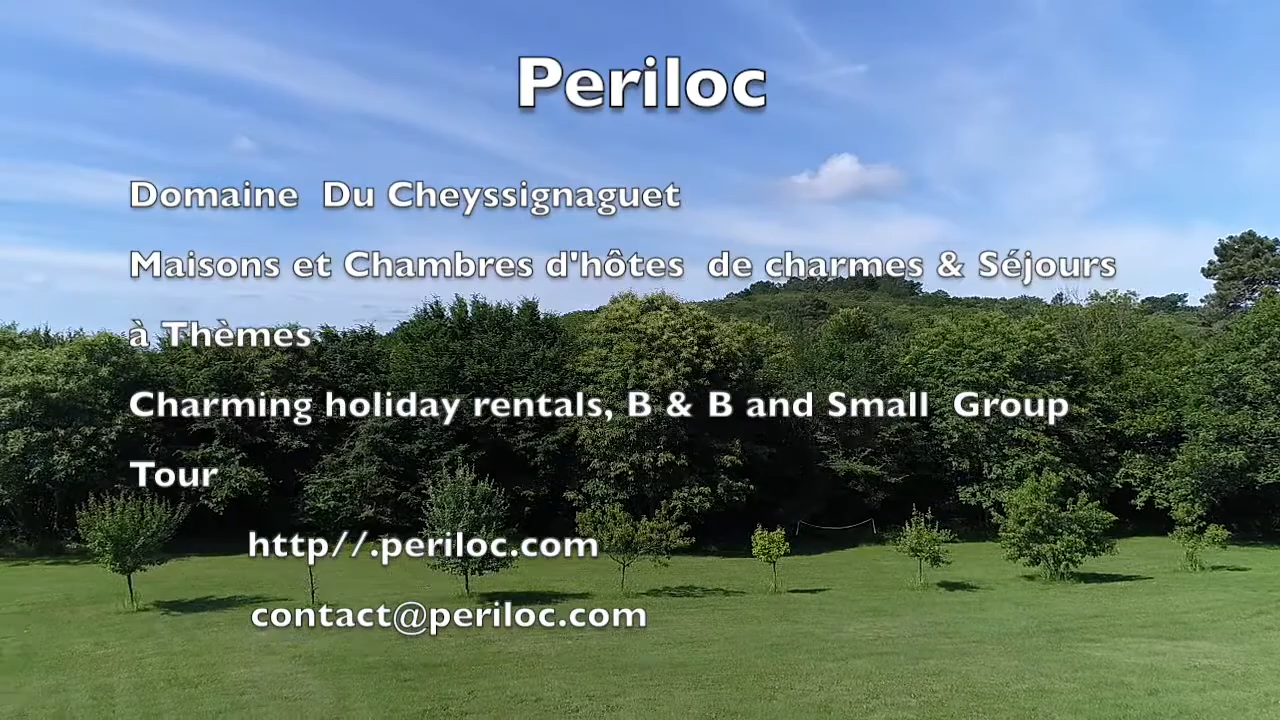 Periloc
Domaine Du Cheyssignaguet
Maisons et Chambres d'hôtes de charmes & Séjours
à Thèmes
Charming holiday rentals, B & B and Small Group
Tour
http//.periloc.com
contact@periloc.com